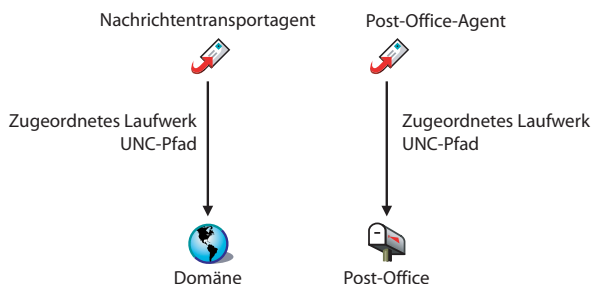 Nachrichtentransportagent
Post-Office-Agent
Zugeordnetes Laufwerk
UNC-Pfad
Zugeordnetes Laufwerk
UNC-Pfad
Domäne
Post-Office